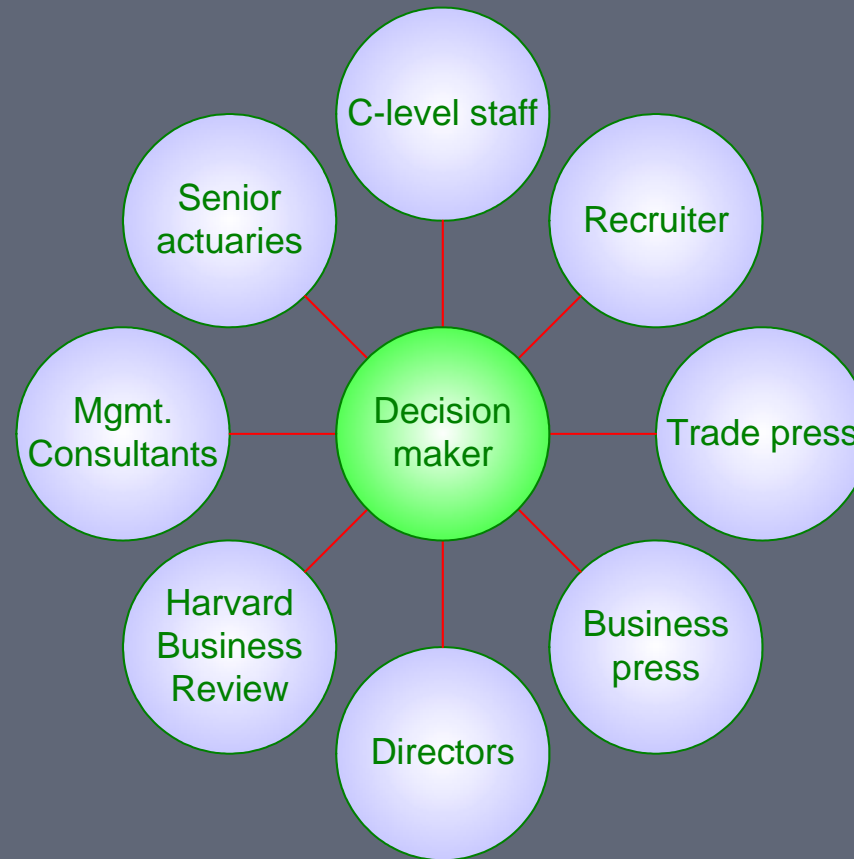 C-level staff
Senior
actuaries
Recruiter
Mgmt.
Consultants
Decision
maker
Trade press
Harvard
Business
Review
Business
press
Directors